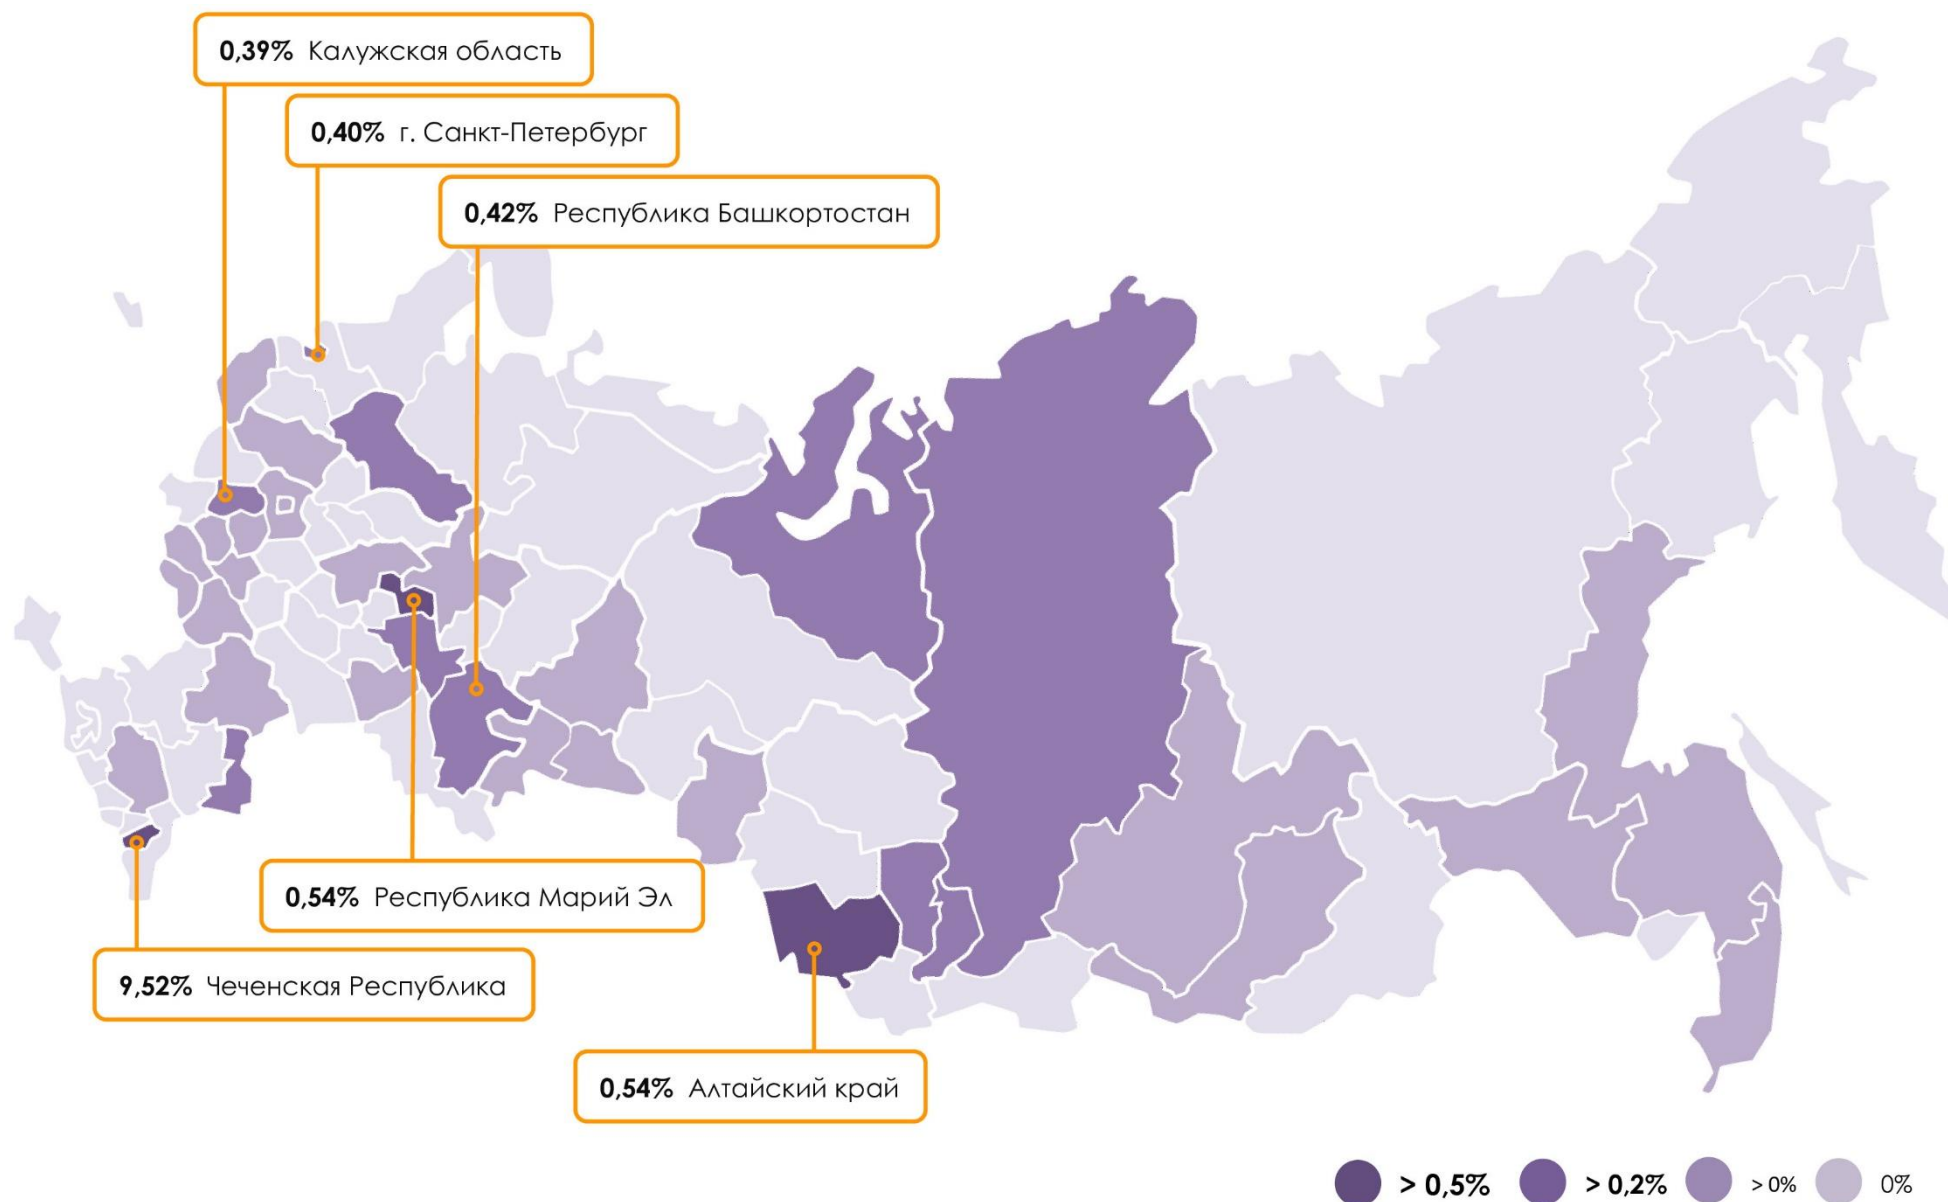 0,39% Калужская область
0,40% г. Санкт-Петербург
0,42% Республика Башкортостан
0,54% Республика Марий Эл
9,52% Чеченская Республика
0,54% Алтайский край
> 0,5% > 0,2% > 0% 0%